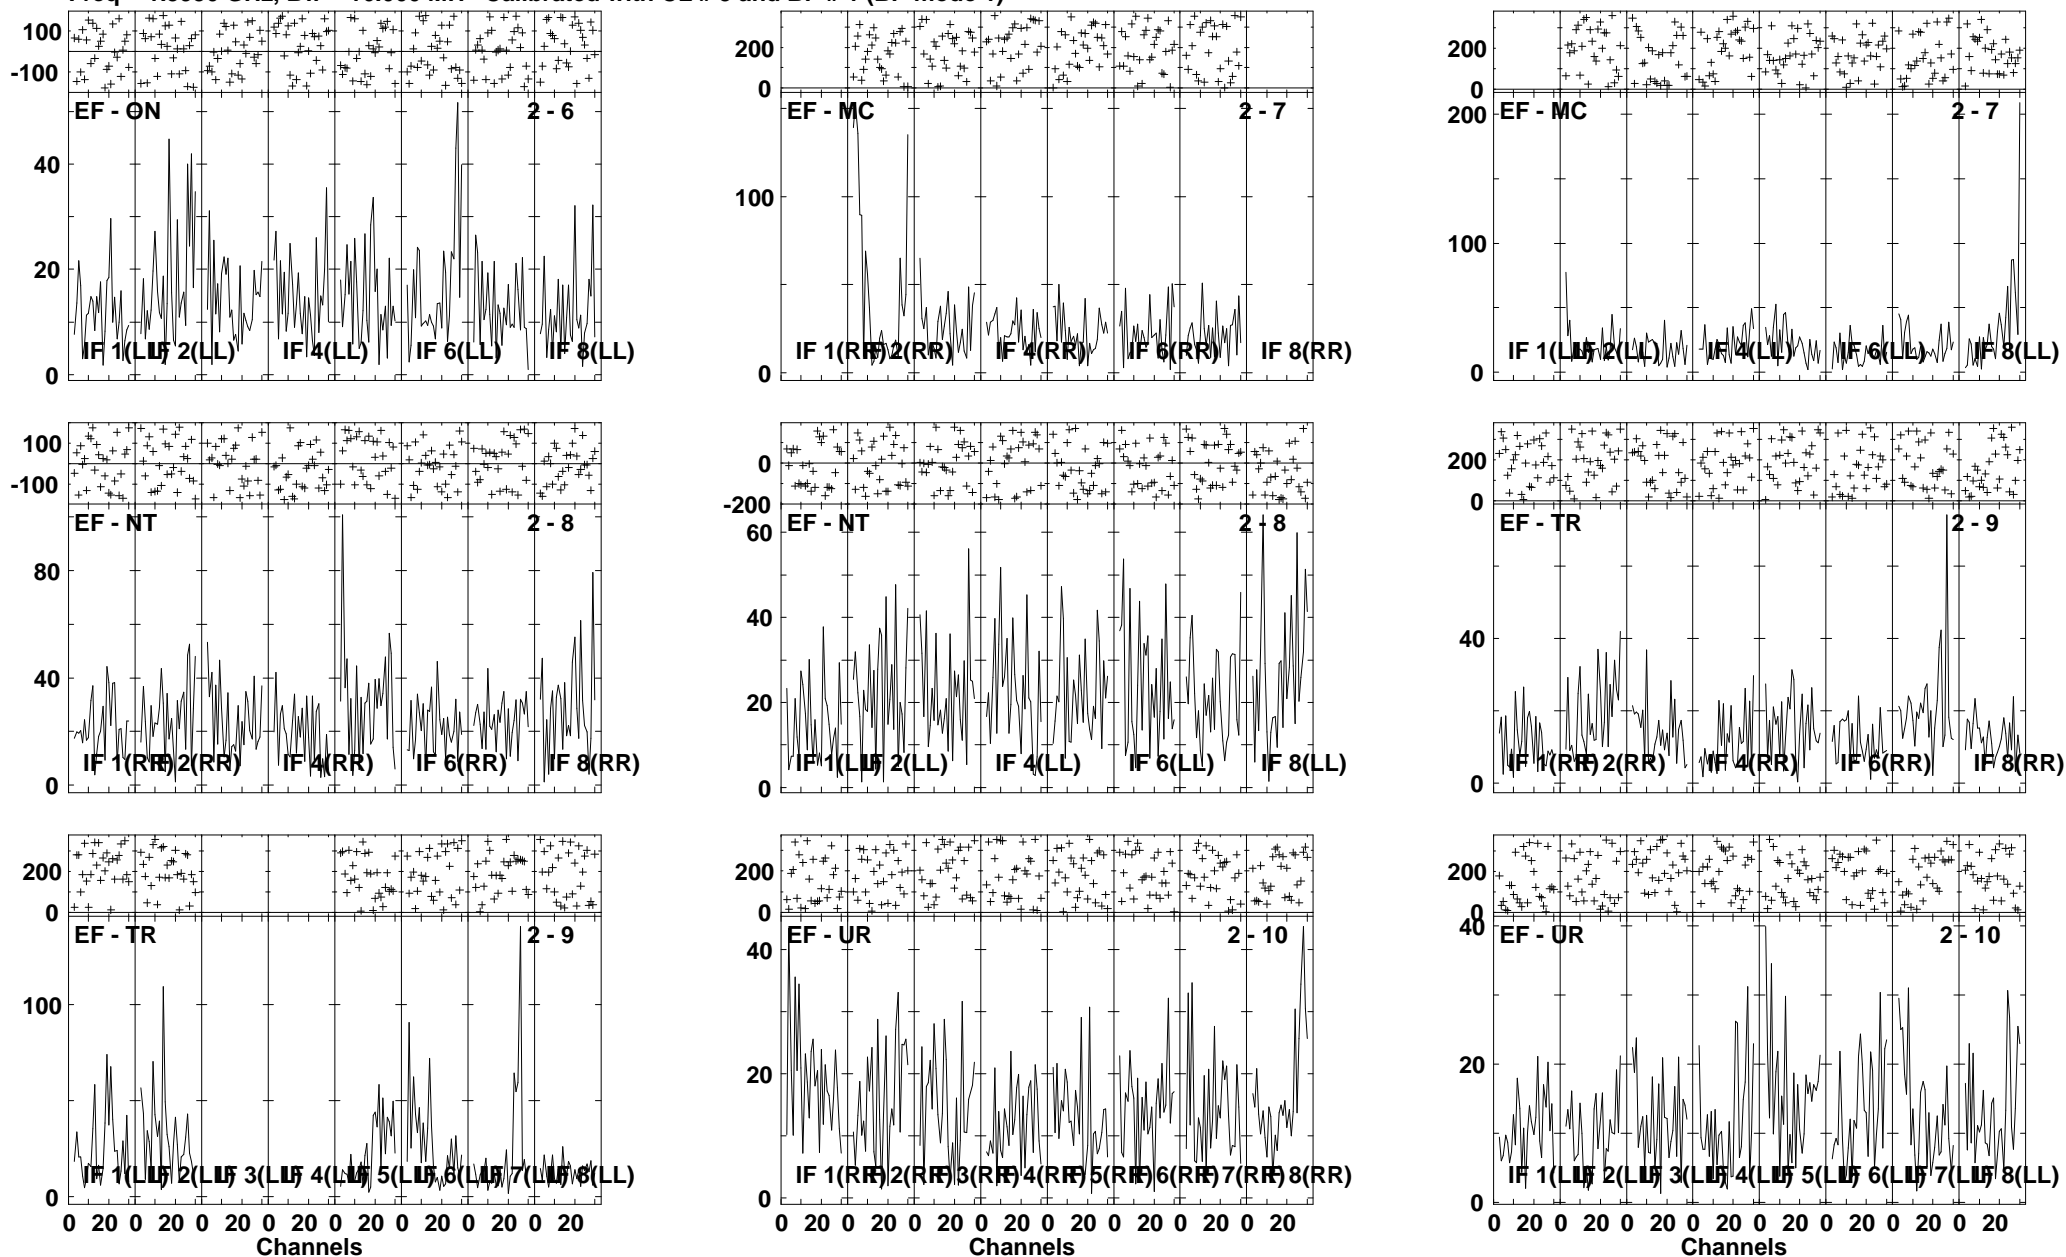 100
-100
EF - ON 2 - 6
40
20
0
IF 1(LL) IF 2(LL) IF 4(LL) IF 6(LL) IF 8(LL)
200
0
EF - MC 2 - 7
100
0
IF 1(RR) IF 2(RR) IF 4(RR) IF 6(RR) IF 8(RR)
200
0
EF - MC 2 - 7
200
100
0
IF 1(LL) IF 2(LL) IF 4(LL) IF 6(LL) IF 8(LL)
100
-100
EF - NT 2 - 8
80
40
0
IF 1(RR) IF 2(RR) IF 4(RR) IF 6(RR) IF 8(RR)
0
-200
EF - NT 2 - 8
60
40
20
0
IF 1(LL) IF 2(LL) IF 4(LL) IF 6(LL) IF 8(LL)
200
0
EF - TR 2 - 9
40
0
IF 1(RR) IF 2(RR) IF 4(RR) IF 6(RR) IF 8(RR)
200
0
EF - TR 2 - 9
100
0
IF 1(LL) IF 2(LL) IF 3(LL) IF 4(LL) IF 5(LL) IF 6(LL) IF 7(LL) IF 8(LL)
0 20 0 20 0 20 0 20 0 20 0 20 0 20 0 20
Channels
200
0
EF - UR 2 - 10
40
20
0
IF 1(RR) IF 2(RR) IF 3(RR) IF 4(RR) IF 5(RR) IF 6(RR) IF 7(RR) IF 8(RR)
0 20 0 20 0 20 0 20 0 20 0 20 0 20 0 20
Channels
200
0
EF - UR 2 - 10
40
20
0
IF 1(LL) IF 2(LL) IF 3(LL) IF 4(LL) IF 5(LL) IF 6(LL) IF 7(LL) IF 8(LL)
0 20 0 20 0 20 0 20 0 20 0 20 0 20 0 20
Channels